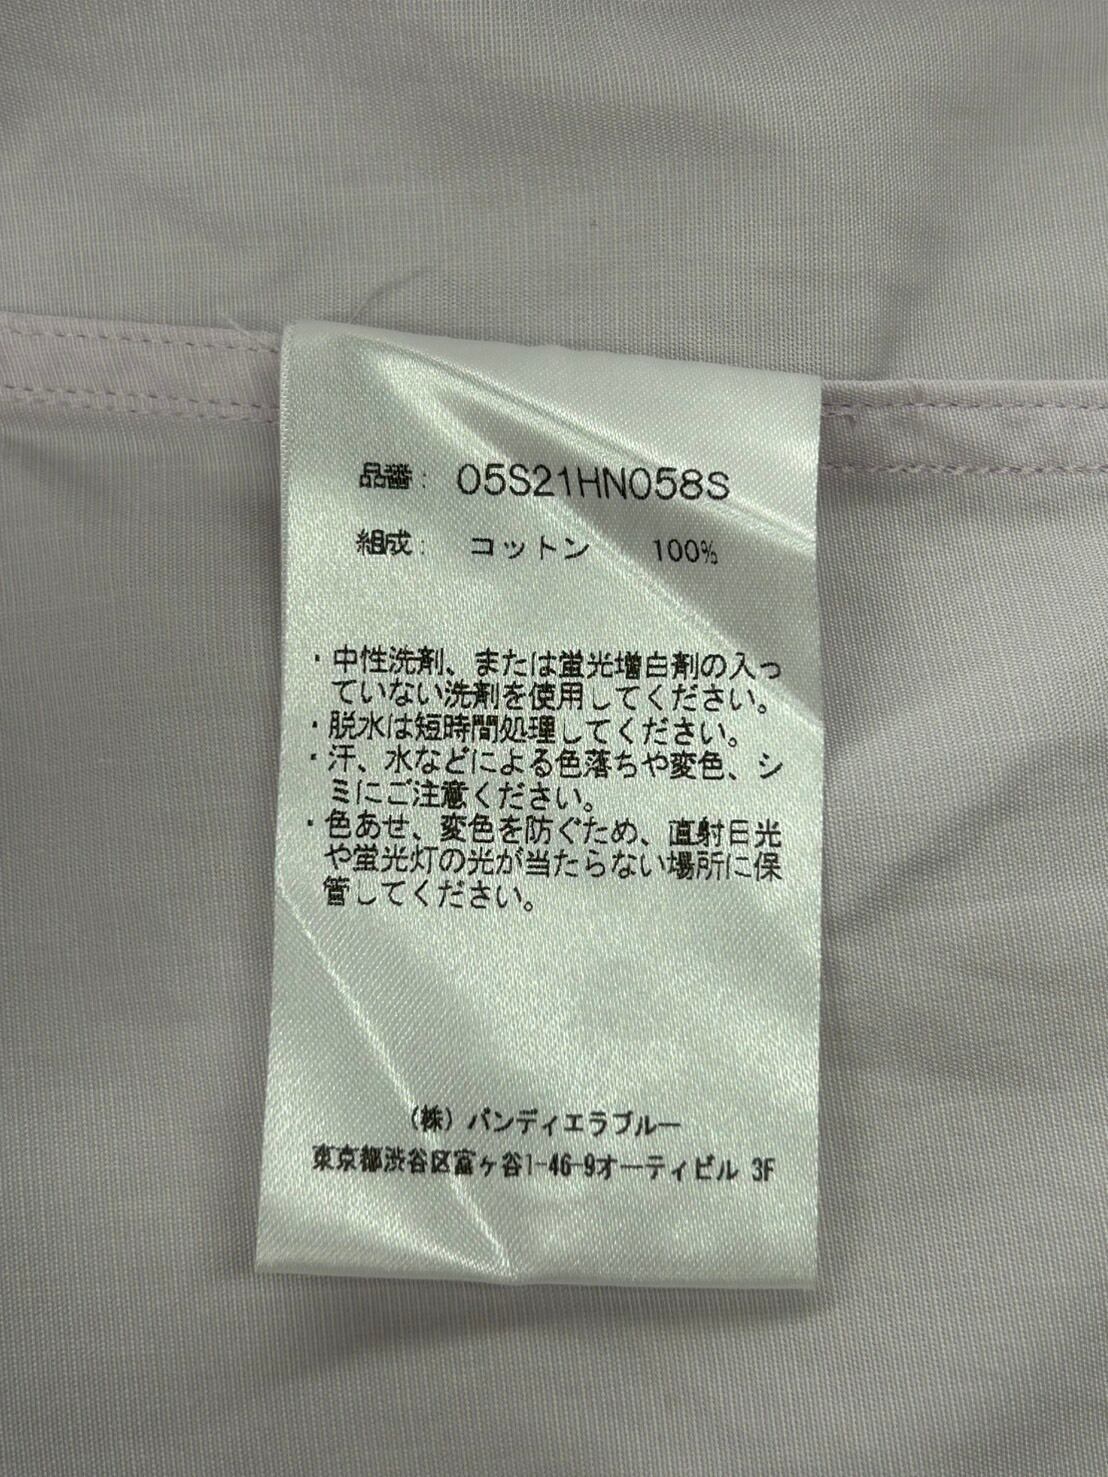 品番: 05S21HN058S
組成: コットン 100%
・中性洗剤、または蛍光増白剤の入っ
ていない洗剤を使用してください。
・脱水は短時間処理してください。
・汗、水などによる色落ちや変色、シ
ミにご注意ください。
・色あせ、変色を防ぐため、直射日光
や蛍光灯の光が当たらない場所に保
管してください。
(株) バンディエラブルー
東京都渋谷区富ヶ谷1-46-9オーティビル 3F